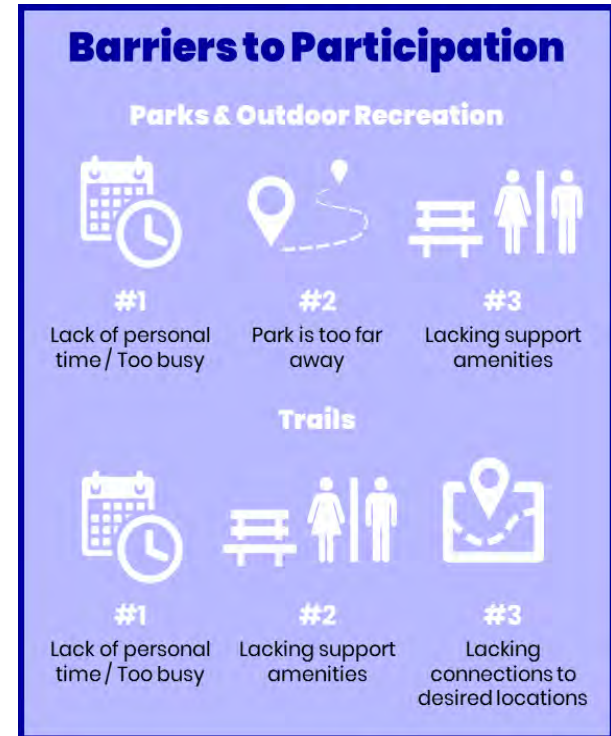 Barriers to Participation
Parks & Outdoor Recreation
#1
#2
#3
Lack of personal
time / Too busy
Park is too far
away
Lacking support
amenities
Trails
#1
#2
#3
Lack of personal
time / Too busy
Lacking support
amenities
Lacking
connections to
desired locations